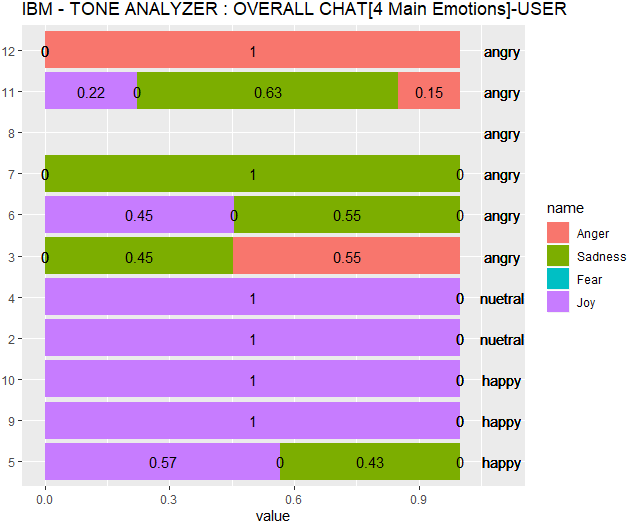 IBM - TONE ANALYZER : OVERALL CHAT[4 Main Emotions]-USER
12 0 1 angry
11 0.22 0 0.63 0.15 angry
8 angry
7 0 1 0 angry
6 0.45 0 0.55 0 angry
3 0 0.45 0.55 angry
4 1 0 nuetral
2 1 0 nuetral
10 1 0 happy
9 1 0 happy
5 0.57 0 0.43 0 happy
0.0 0.3 0.6 0.9
value
name
Anger
Sadness
Fear
Joy